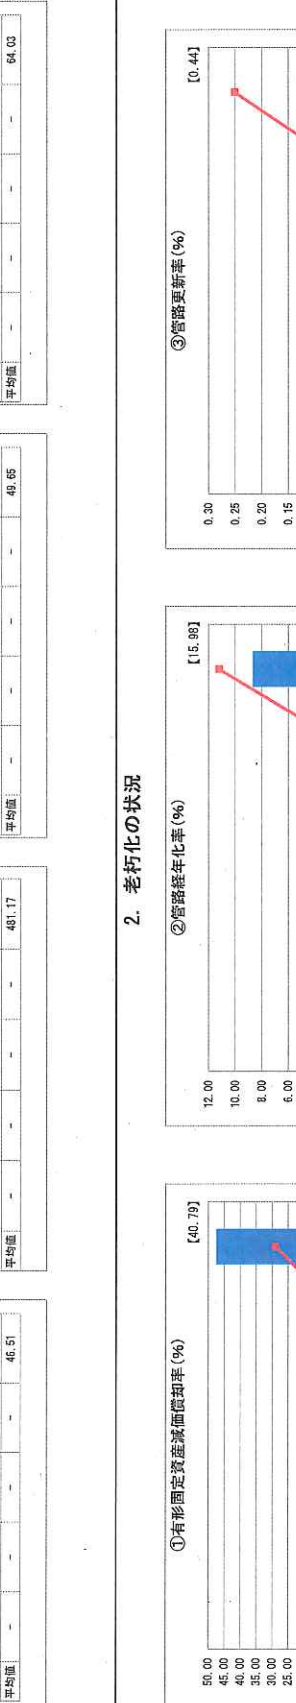 平均値 - - - - 46.51
平均値 - - - - 481.17
平均値 - - - - 49.65
平均値 - - - - 64.03
2. 老朽化の状況
①有形固定資産減価償却率(%)
【40.79】
50.00
45.00
40.00
35.00
30.00
25.00
②管路経年化率(%)
【15.98】
12.00
10.00
8.00
6.00
③管路更新率(%)
【0.44】
0.30
0.25
0.20
0.15